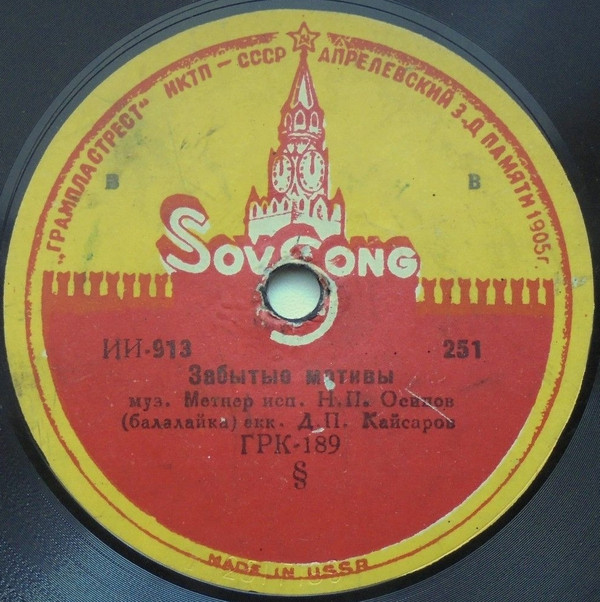 „ГРАМПЛАСТРЕСТ" НКТП — СССР АПРЕЛЕВСКИЙ З-Д ПАМЯТИ 1905 г.
В В
SOVSONG
ИИ-913 251
Забытые мотивы
муз. Метнер исп. Н.П. Осипов
(балалайка) акк. Д.П. Кайсаров
ГРК-189
§
MADE IN USSR